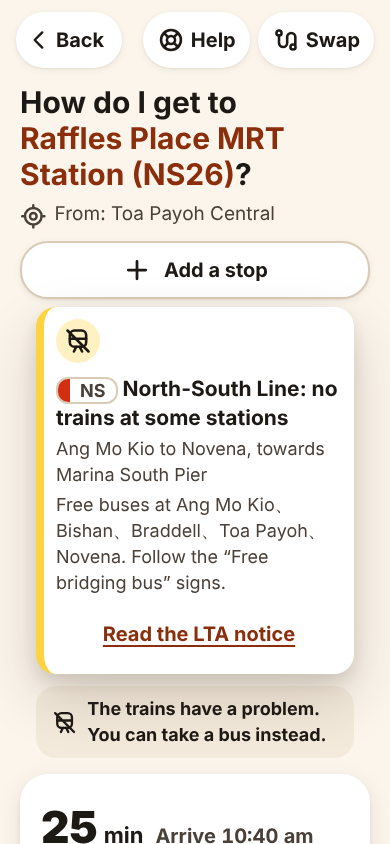 Back Help Swap
How do I get to
Raffles Place MRT
Station (NS26)?
From: Toa Payoh Central
Add a stop
NS North-South Line: no
trains at some stations
Ang Mo Kio to Novena, towards
Marina South Pier
Free buses at Ang Mo Kio、
Bishan、Braddell、Toa Payoh、
Novena. Follow the “Free
bridging bus” signs.
Read the LTA notice
The trains have a problem.
You can take a bus instead.
25 min Arrive 10:40 am